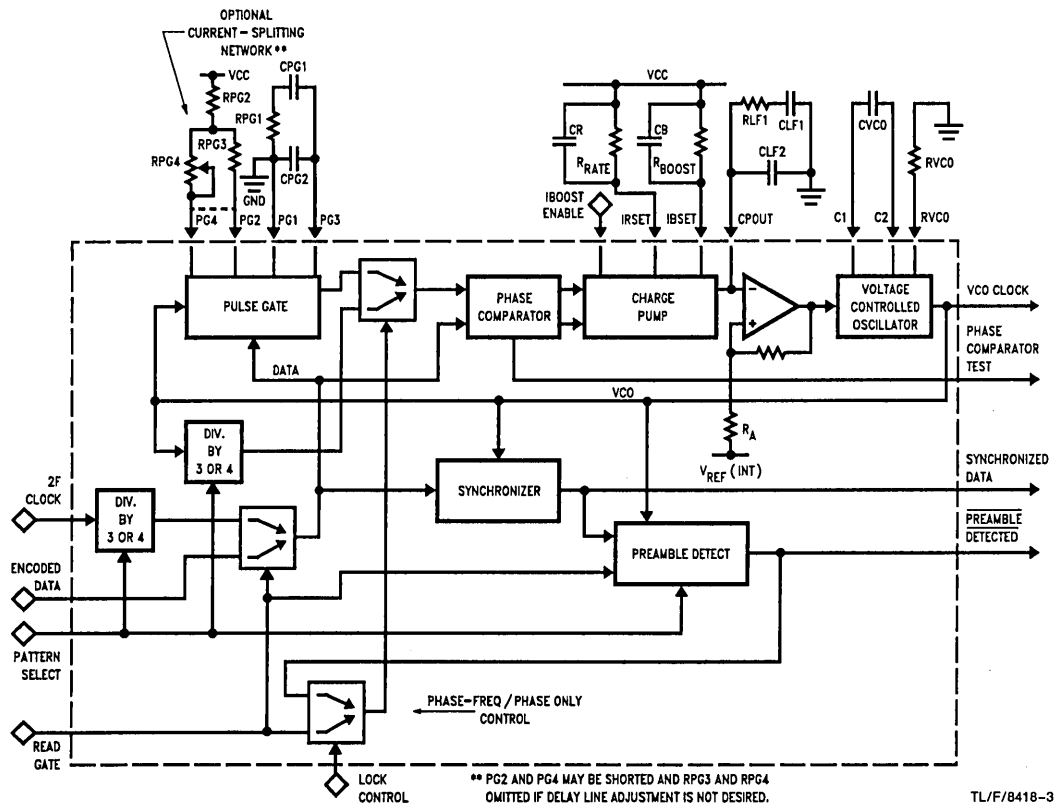 OPTIONAL
CURRENT-SPLITTING
NETWORK**
VCC
RPG2
RPG3
RPG4
CPG1
RPG1
CPG2
GND
PG4
PG2
PG1
PG3
VCC
CR
R RATE
CB
R BOOST
IBOOST
ENABLE
IRSET
IBSET
CPOUT
RLF1
CLF1
CLF2
CVCO
RVCO
C1
C2
RVCO
PULSE GATE
PHASE
COMPARATOR
CHARGE
PUMP
-
+
VOLTAGE
CONTROLLED
OSCILLATOR
VCO CLOCK
PHASE
COMPARATOR
TEST
DATA
VCO
RA
VREF (INT)
DIV.
BY
3 OR 4
2F
CLOCK
DIV.
BY
3 OR 4
SYNCHRONIZER
SYNCHRONIZED
DATA
PREAMBLE DETECT
PREAMBLE
DETECTED
ENCODED
DATA
PATTERN
SELECT
READ
GATE
PHASE-FREQ/PHASE ONLY
CONTROL
LOCK
CONTROL
** PG2 AND PG4 MAY BE SHORTED AND RPG3 AND RPG4
OMITTED IF DELAY LINE ADJUSTMENT IS NOT DESIRED.
TL/F/8418-3